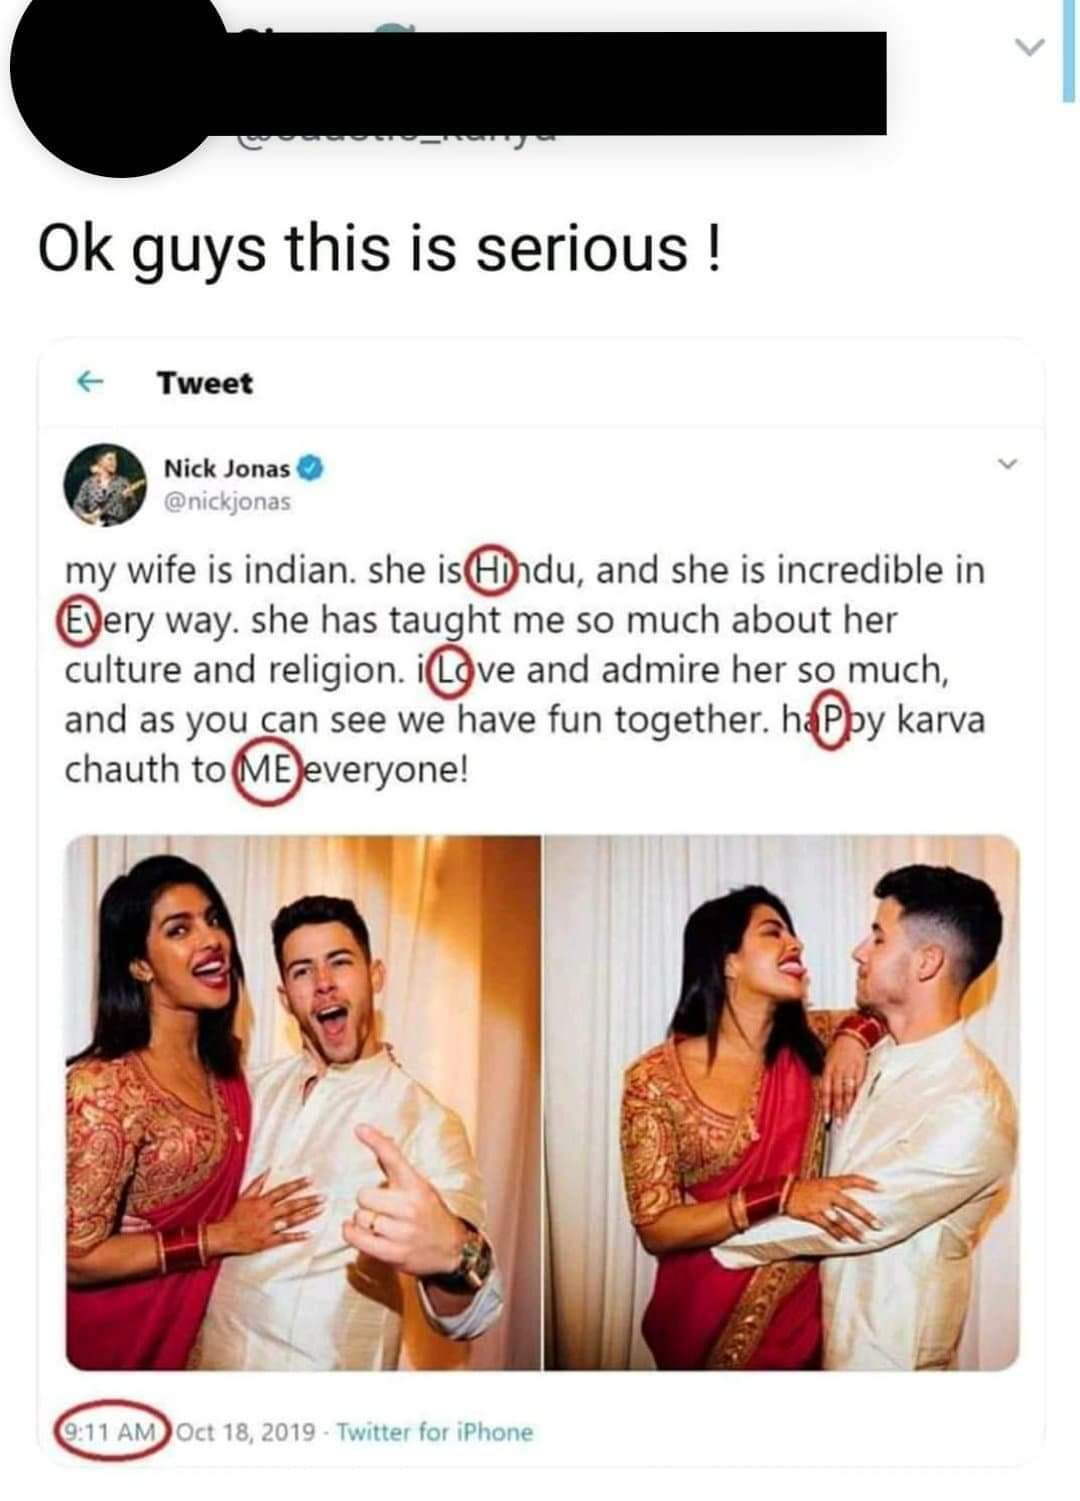 Ok guys this is serious !
Tweet
Nick Jonas
@nickjonas
my wife is indian. she is Hindu, and she is incredible in
Every way. she has taught me so much about her
culture and religion. i Love and admire her so much,
and as you can see we have fun together. haPpy karva
chauth to ME everyone!
9:11 AM Oct 18, 2019 · Twitter for iPhone